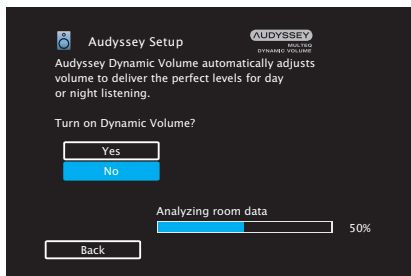 Audyssey Setup
AUDYSSEY
MULTEQ
DYNAMIC VOLUME
Audyssey Dynamic Volume automatically adjusts
volume to deliver the perfect levels for day
or night listening.
Turn on Dynamic Volume?
Yes
No
Analyzing room data
50%
Back